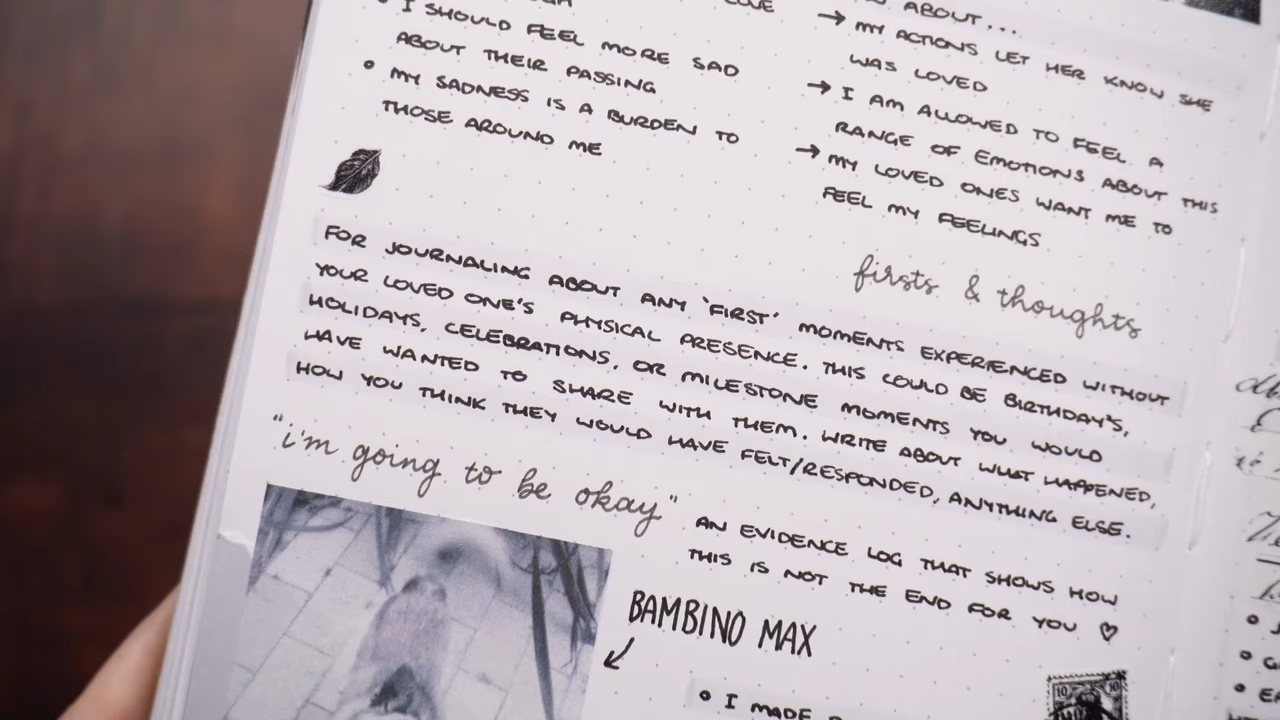 LOVE
• I SHOULD FEEL MORE SAD
ABOUT THEIR PASSING
• MY SADNESS IS A BURDEN TO
THOSE AROUND ME
ABOUT...
→ MY ACTIONS LET HER KNOW SHE
WAS LOVED
→ I AM ALLOWED TO FEEL A
RANGE OF EMOTIONS ABOUT THIS
→ MY LOVED ONES WANT ME TO
FEEL MY FEELINGS
firsts & thoughts
FOR JOURNALING ABOUT ANY 'FIRST' MOMENTS EXPERIENCED WITHOUT
YOUR LOVED ONE'S PHYSICAL PRESENCE. THIS COULD BE BIRTHDAY'S,
HOLIDAYS, CELEBRATIONS, OR MILESTONE MOMENTS YOU WOULD
HAVE WANTED TO SHARE WITH THEM. WRITE ABOUT WHAT HAPPENED,
HOW YOU THINK THEY WOULD HAVE FELT/RESPONDED, ANYTHING ELSE.
"i'm going to be okay"
AN EVIDENCE LOG THAT SHOWS HOW
THIS IS NOT THE END FOR YOU ♡
BAMBINO MAX
• I MADE
10 10